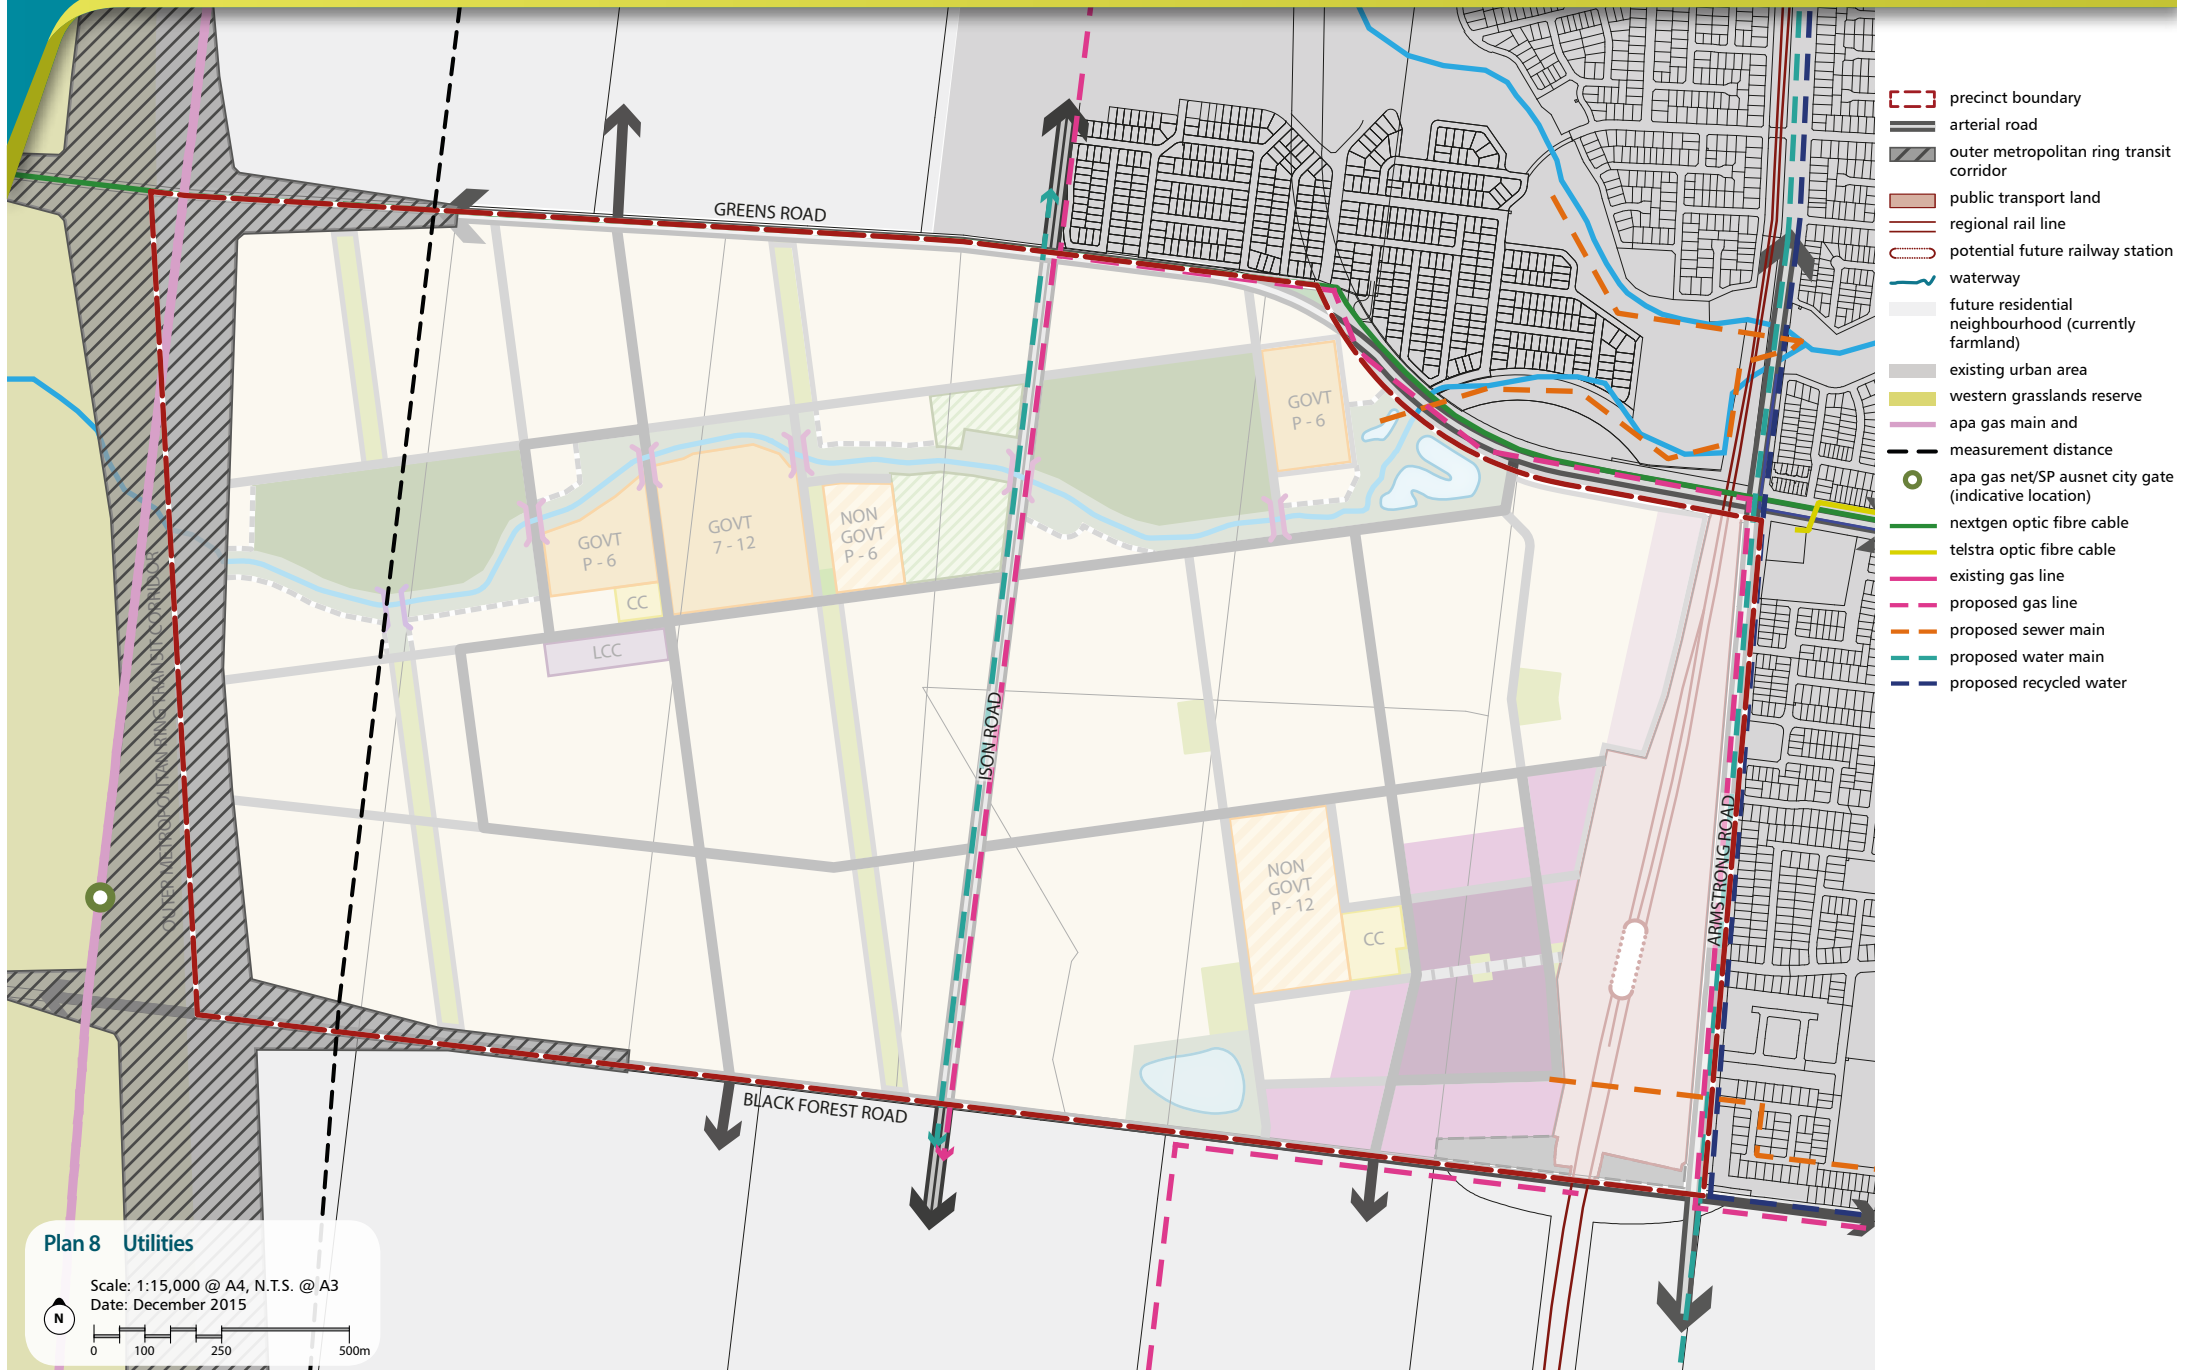 GREENS ROAD
GOVT
P - 6
GOVT
P - 6
GOVT
7 - 12
NON
GOVT
P - 6
CC
LCC
OUTER METROPOLITAN RING TRANSIT CORRIDOR
ISON ROAD
ARMSTRONG ROAD
NON
GOVT
P - 12
CC
BLACK FOREST ROAD
Plan 8 Utilities
Scale: 1:15,000 @ A4, N.T.S. @ A3
Date: December 2015
N
0 100 250 500m
precinct boundary
arterial road
outer metropolitan ring transit
corridor
public transport land
regional rail line
potential future railway station
waterway
future residential
neighbourhood (currently
farmland)
existing urban area
western grasslands reserve
apa gas main and
measurement distance
apa gas net/SP ausnet city gate
(indicative location)
nextgen optic fibre cable
telstra optic fibre cable
existing gas line
proposed gas line
proposed sewer main
proposed water main
proposed recycled water